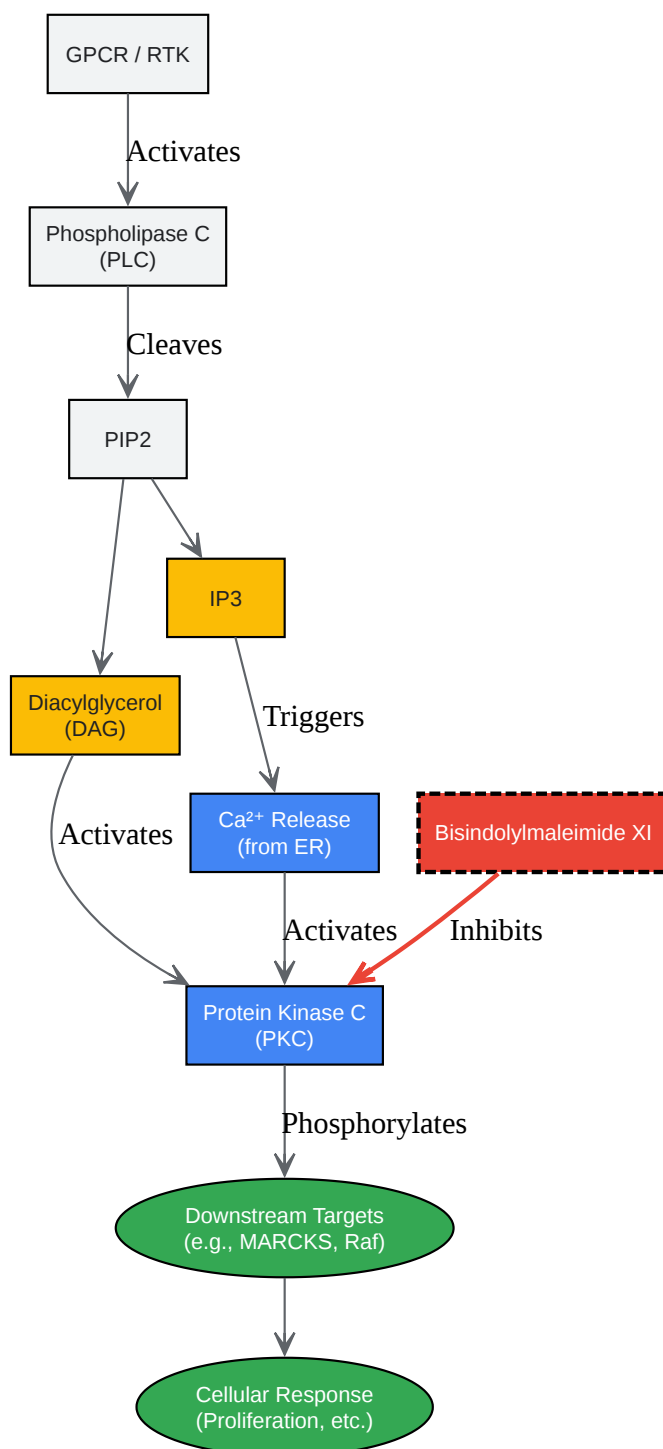 GPCR / RTK
Activates
Phospholipase C
(PLC)
Cleaves
PIP2
IP3
Diacylglycerol
(DAG)
Triggers
Ca²⁺ Release
(from ER)
Bisindolylmaleimide XI
Activates
Activates
Inhibits
Protein Kinase C
(PKC)
Phosphorylates
Downstream Targets
(e.g., MARCKS, Raf)
Cellular Response
(Proliferation, etc.)